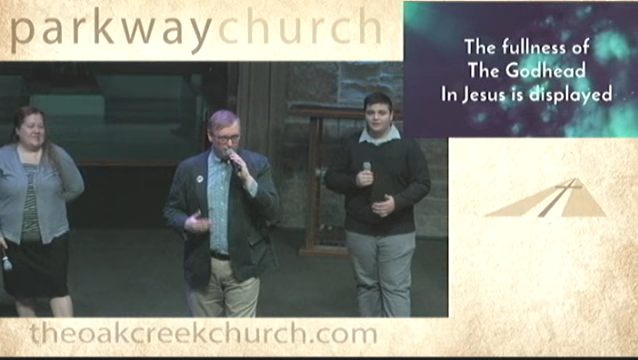 parkwaychurch
The fullness of
The Godhead
In Jesus is displayed
theoakcreekchurch.com